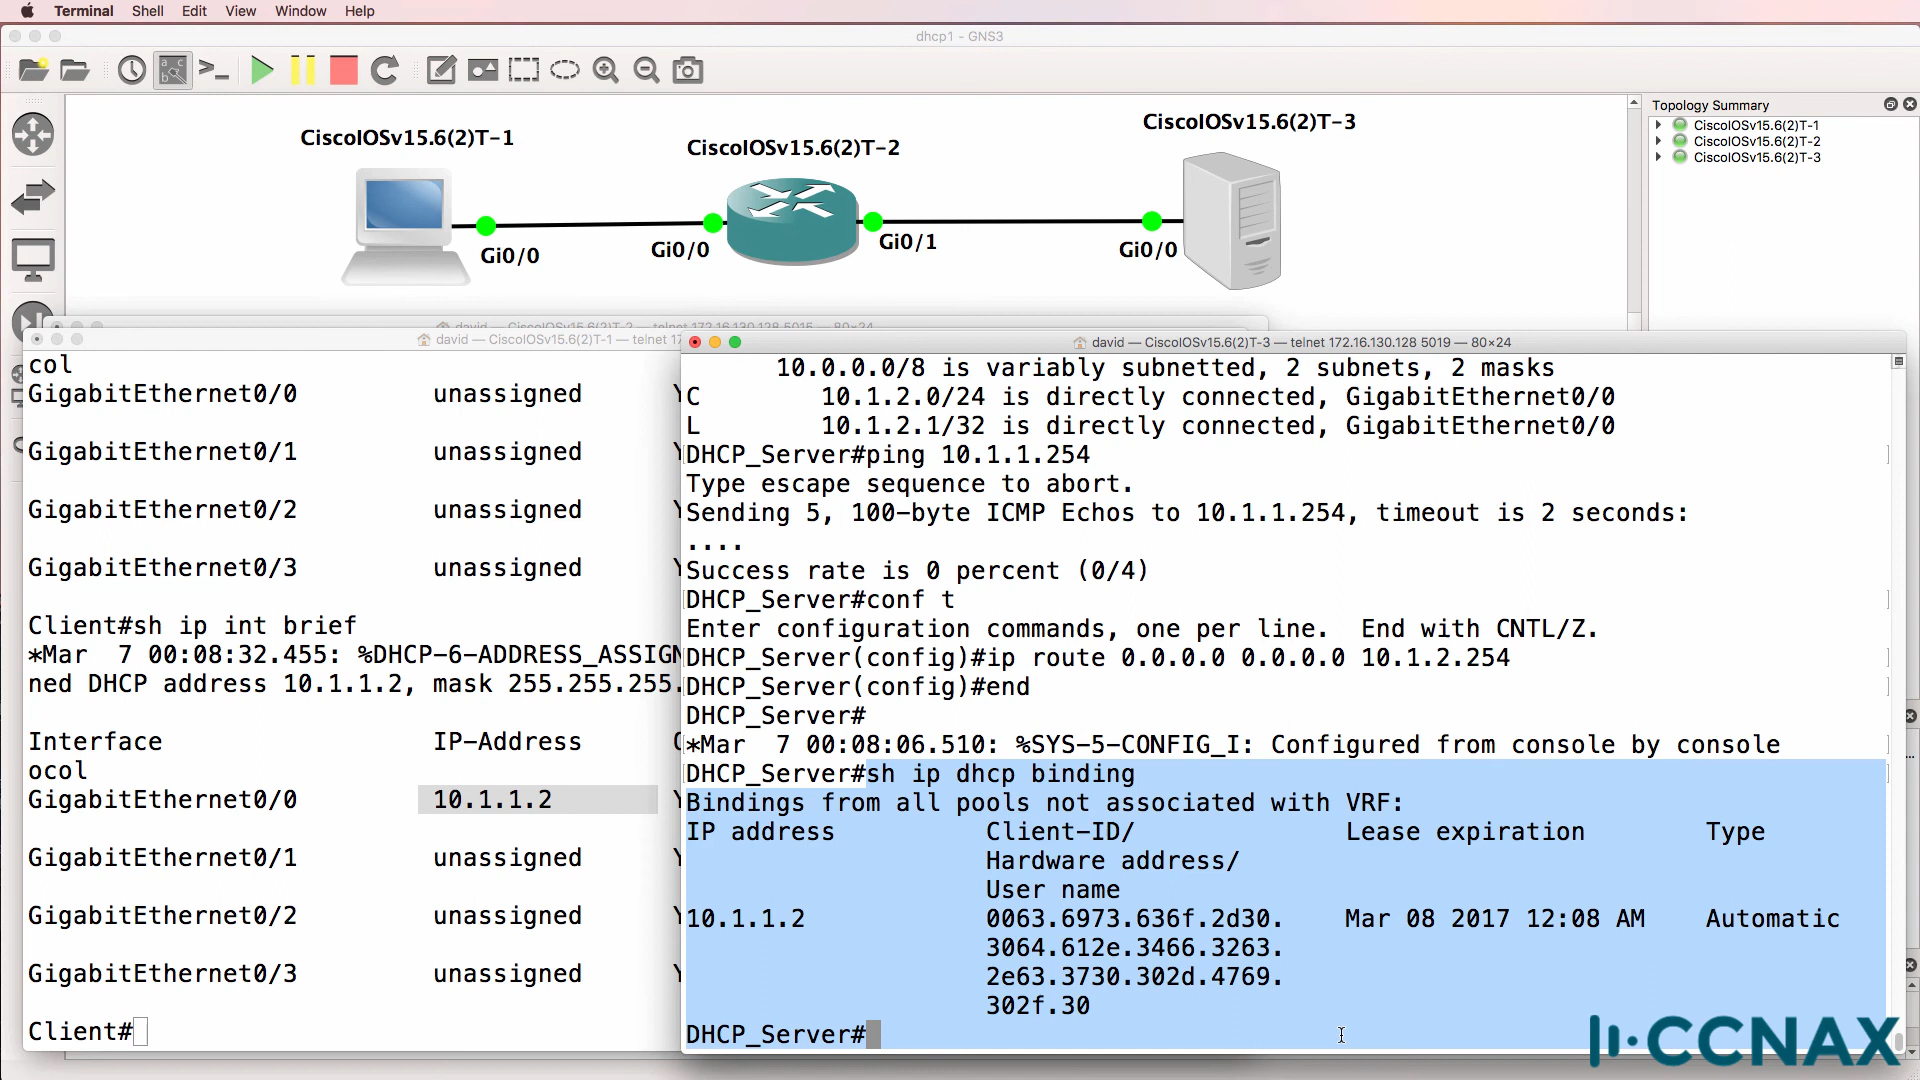 Terminal Shell Edit View Window Help
dhcp1 - GNS3
CiscoIOSv15.6(2)T-1
CiscoIOSv15.6(2)T-2
CiscoIOSv15.6(2)T-3
Gi0/0
Gi0/0
Gi0/1
Gi0/0
Topology Summary
CiscoIOSv15.6(2)T-1
CiscoIOSv15.6(2)T-2
CiscoIOSv15.6(2)T-3
david — CiscoIOSv15.6(2)T-2 — telnet 172.16.130.128 5015 — 80×24
david — CiscoIOSv15.6(2)T-1 — telnet 17
col
GigabitEthernet0/0 unassigned Y
GigabitEthernet0/1 unassigned Y
GigabitEthernet0/2 unassigned Y
GigabitEthernet0/3 unassigned Y
Client#sh ip int brief
*Mar  7 00:08:32.455: %DHCP-6-ADDRESS_ASSIGN
ned DHCP address 10.1.1.2, mask 255.255.255.
Interface IP-Address
ocol
GigabitEthernet0/0 10.1.1.2 Y
GigabitEthernet0/1 unassigned Y
GigabitEthernet0/2 unassigned Y
GigabitEthernet0/3 unassigned Y
Client#
david — CiscoIOSv15.6(2)T-3 — telnet 172.16.130.128 5019 — 80×24
10.0.0.0/8 is variably subnetted, 2 subnets, 2 masks
C 10.1.2.0/24 is directly connected, GigabitEthernet0/0
L 10.1.2.1/32 is directly connected, GigabitEthernet0/0
DHCP_Server#ping 10.1.1.254
Type escape sequence to abort.
Sending 5, 100-byte ICMP Echos to 10.1.1.254, timeout is 2 seconds:
....
Success rate is 0 percent (0/4)
DHCP_Server#conf t
Enter configuration commands, one per line.  End with CNTL/Z.
DHCP_Server(config)#ip route 0.0.0.0 0.0.0.0 10.1.2.254
DHCP_Server(config)#end
DHCP_Server#
*Mar  7 00:08:06.510: %SYS-5-CONFIG_I: Configured from console by console
DHCP_Server#sh ip dhcp binding
Bindings from all pools not associated with VRF:
IP address Client-ID/ Lease expiration Type
Hardware address/
User name
10.1.1.2 0063.6973.636f.2d30. Mar 08 2017 12:08 AM Automatic
3064.612e.3466.3263.
2e63.3730.302d.4769.
302f.30
DHCP_Server#
CCNAX